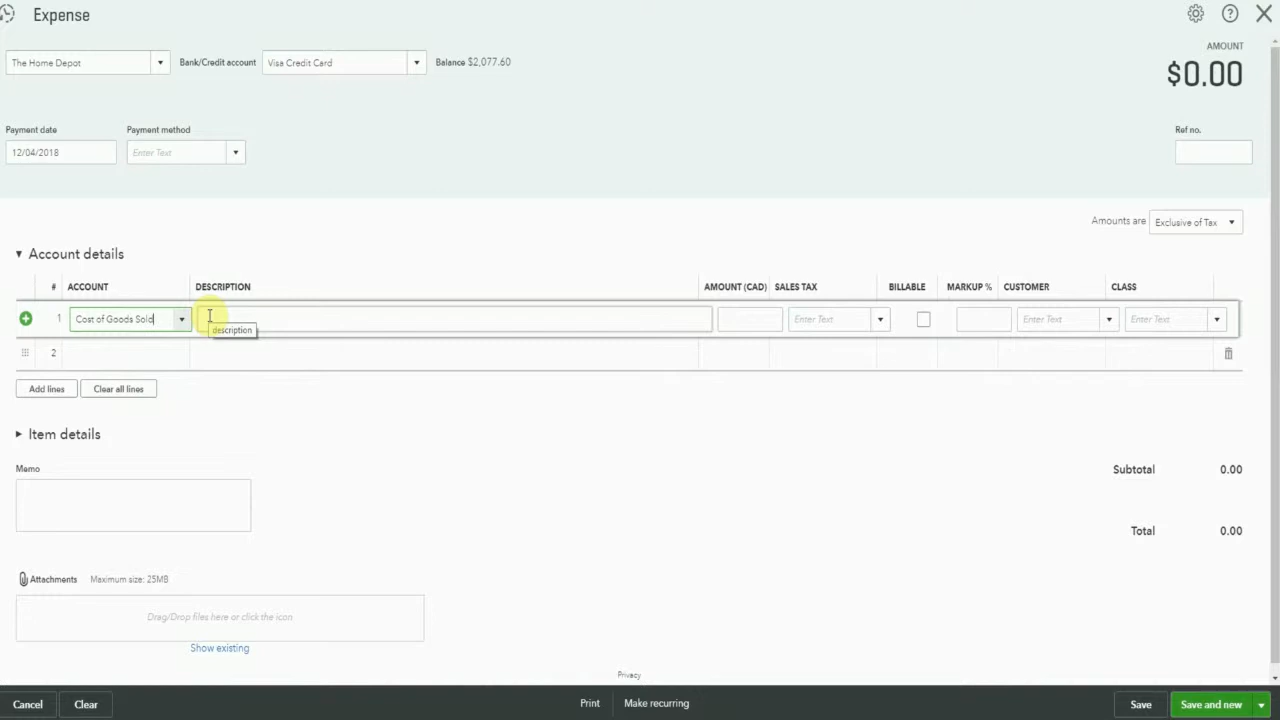 Expense
The Home Depot Bank/Credit account Visa Credit Card Balance $2,077.60
AMOUNT
$0.00
Payment date Payment method Ref no.
12/04/2018 Enter Text
Amounts are Exclusive of Tax
Account details
# ACCOUNT DESCRIPTION AMOUNT (CAD) SALES TAX BILLABLE MARKUP % CUSTOMER CLASS
1 Cost of Goods Sold Enter Text Enter Text Enter Text
description
2
Add lines Clear all lines
Item details
Memo Subtotal 0.00
Total 0.00
Attachments Maximum size: 25MB
Drag/Drop files here or click the icon
Show existing
Privacy
Cancel Clear Print Make recurring Save Save and new